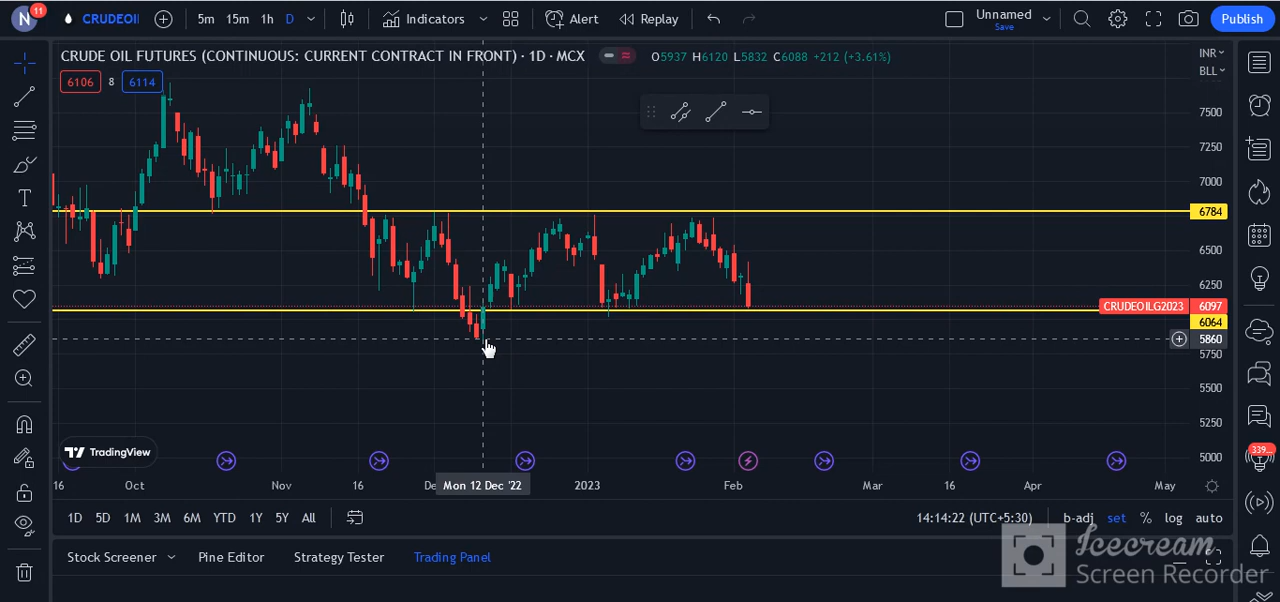 N 11 CRUDEOI 5m 15m 1h D Indicators Alert Replay Unnamed Save Publish
CRUDE OIL FUTURES (CONTINUOUS: CURRENT CONTRACT IN FRONT) · 1D · MCX O5937 H6120 L5832 C6088 +212 (+3.61%) INR
BLL
6106 8 6114
7500
7250
7000
6784
6500
6250
CRUDEOILG2023 6097
6064
5860
5750
5500
5250
5000
TradingView
339...
16 Oct Nov 16 De Mon 12 Dec '22 2023 Feb Mar 16 Apr May
1D 5D 1M 3M 6M YTD 1Y 5Y All 14:14:22 (UTC+5:30) b-adj set % log auto
Stock Screener Pine Editor Strategy Tester Trading Panel
Icecream
Screen Recorder
T